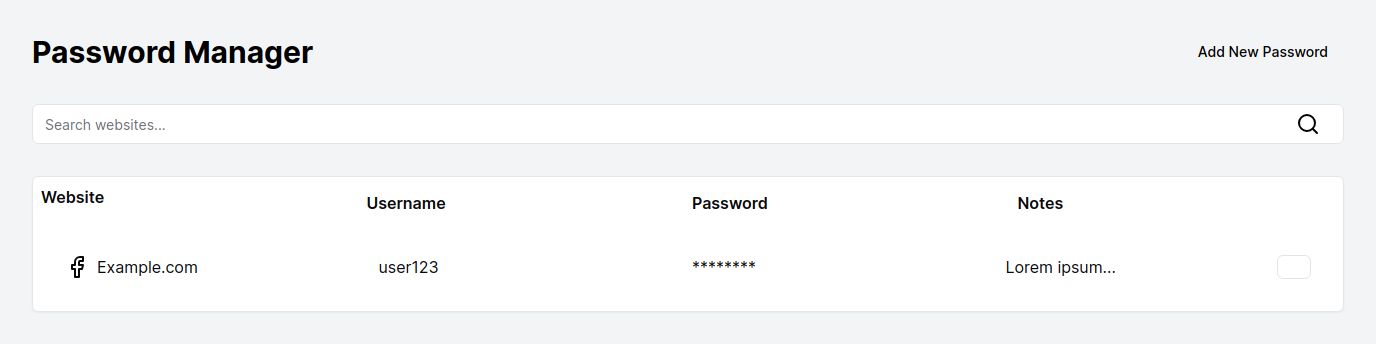 Password Manager
Add New Password
Search websites...
Website
Username
Password
Notes
Example.com
user123
********
Lorem ipsum...